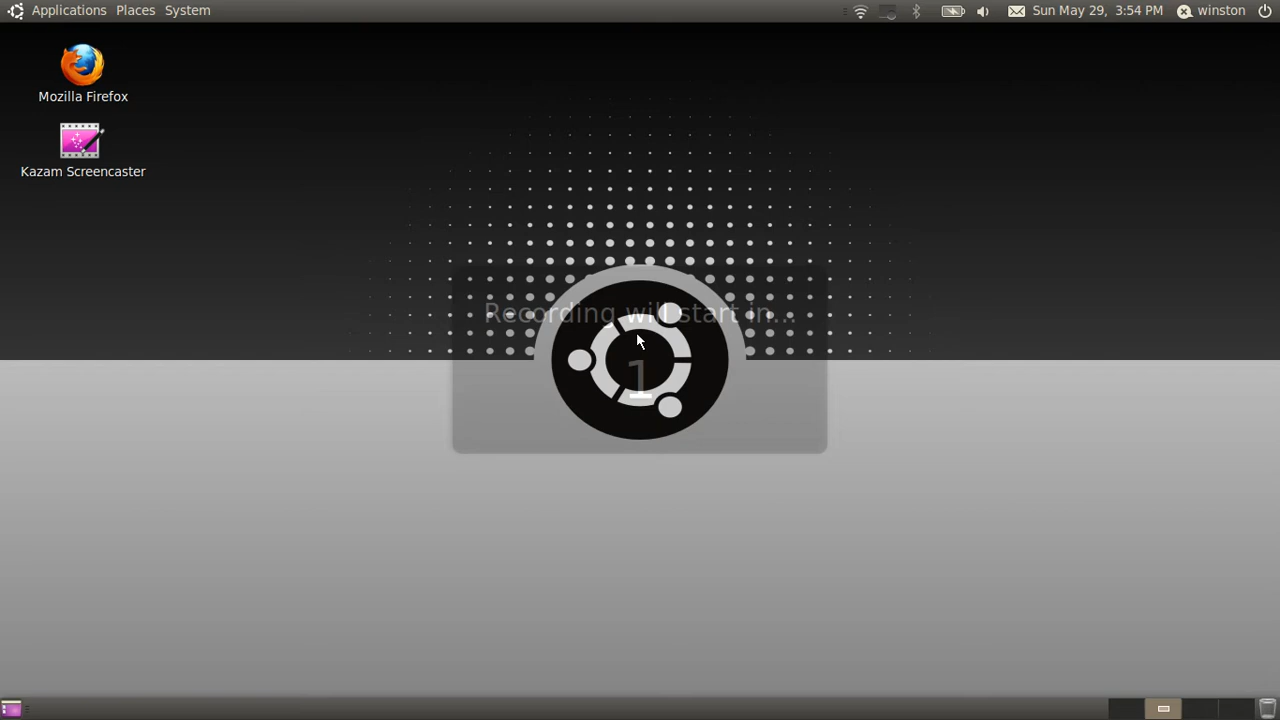 Applications Places System
Sun May 29, 3:54 PM winston
Mozilla Firefox
Kazam Screencaster
Recording will start in...
1